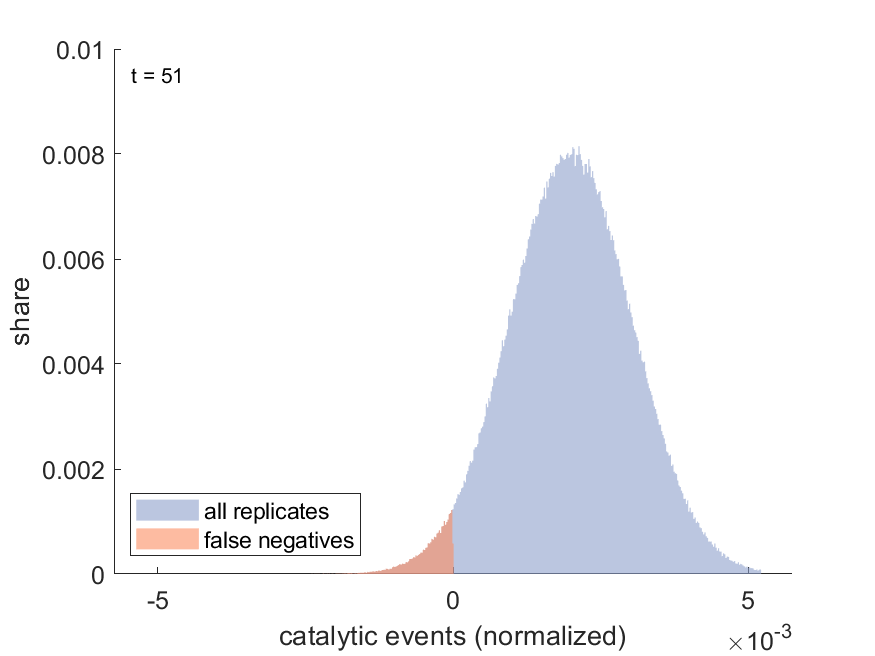 0.01
t = 51
0.008
0.006
share
0.004
0.002
all replicates
false negatives
0
-5
0
5
catalytic events (normalized)
×10⁻³